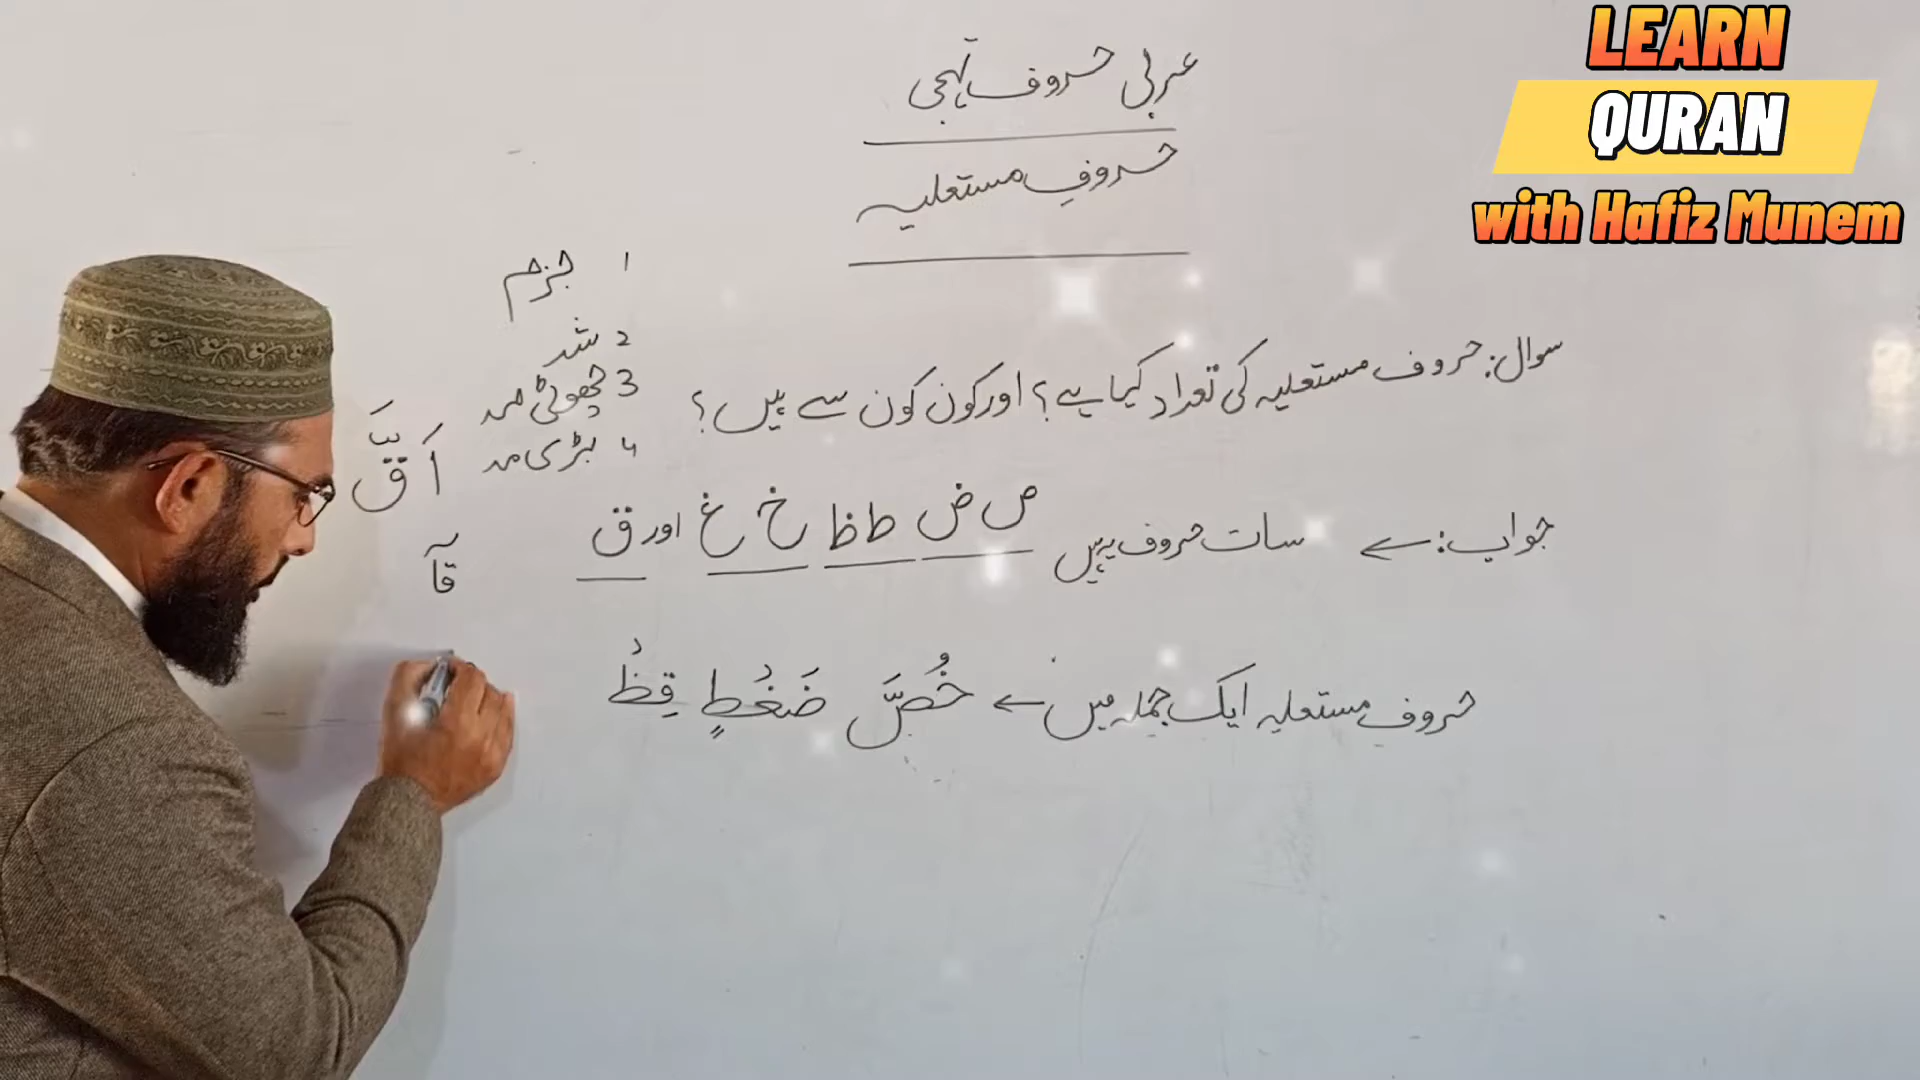 LEARN
QURAN
with Hafiz Munem
عربی حروف تہجی
حروفِ مستعلیہ
1 جزم
2 شد
3 چھوٹی مد
4 بڑی مد
سوال: حروف مستعلیہ کی تعداد کیا ہے؟ اور کون کون سے ہیں؟
اَقَّ
جواب: ← سات حروف ہیں ص ض ط ظ خ غ اور ق
قآ
حروف مستعلیہ ایک جملہ میں ← خُصَّ ضَغْطٍ قِظْ